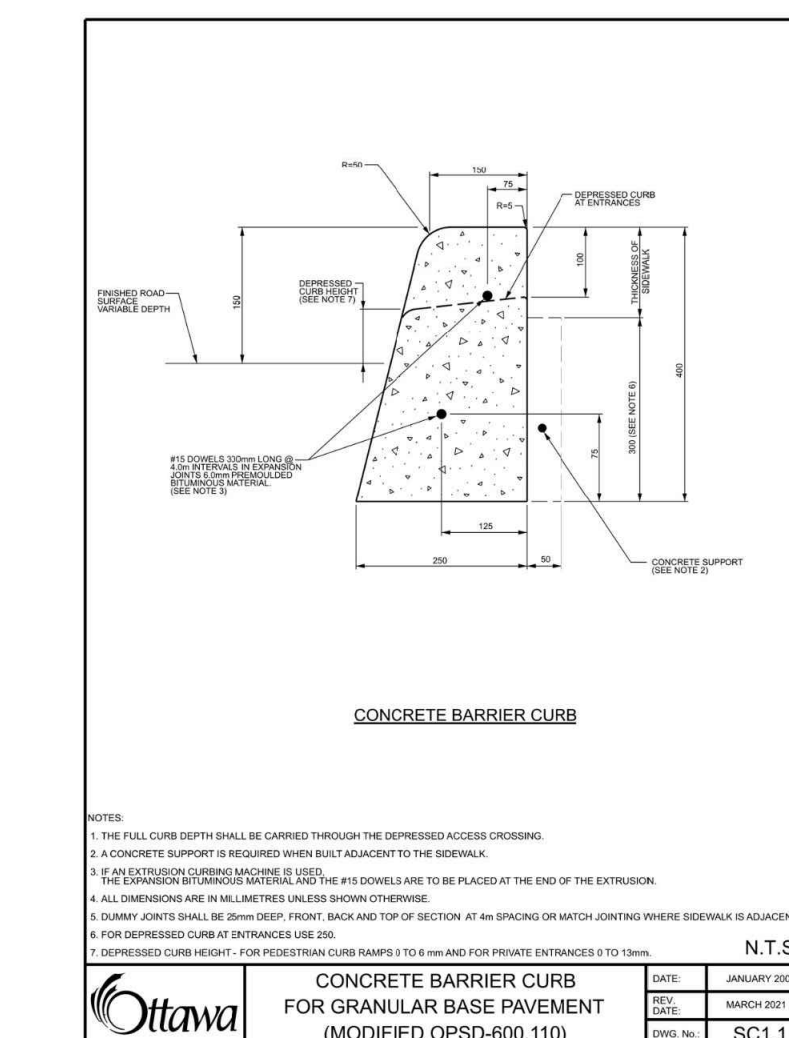 R=50
150
75
R=5
DEPRESSED CURB
AT ENTRANCES
FINISHED ROAD
SURFACE
VARIABLE DEPTH
150
DEPRESSED
CURB HEIGHT
(SEE NOTE 7)
100
THICKNESS OF
SIDEWALK
400
300 (SEE NOTE 6)
75
#15 DOWELS 300mm LONG @
4.0m INTERVALS IN EXPANSION
JOINTS 6.0mm PREMOULDED
BITUMINOUS MATERIAL.
(SEE NOTE 3)
125
250
50
CONCRETE SUPPORT
(SEE NOTE 2)
CONCRETE BARRIER CURB
NOTES:
1. THE FULL CURB DEPTH SHALL BE CARRIED THROUGH THE DEPRESSED ACCESS CROSSING.
2. A CONCRETE SUPPORT IS REQUIRED WHEN BUILT ADJACENT TO THE SIDEWALK.
3. IF AN EXTRUSION CURBING MACHINE IS USED,
THE EXPANSION BITUMINOUS MATERIAL AND THE #15 DOWELS ARE TO BE PLACED AT THE END OF THE EXTRUSION.
4. ALL DIMENSIONS ARE IN MILLIMETRES UNLESS SHOWN OTHERWISE.
5. DUMMY JOINTS SHALL BE 25mm DEEP, FRONT, BACK AND TOP OF SECTION AT 4m SPACING OR MATCH JOINTING WHERE SIDEWALK IS ADJACEN
6. FOR DEPRESSED CURB AT ENTRANCES USE 250.
7. DEPRESSED CURB HEIGHT - FOR PEDESTRIAN CURB RAMPS 0 TO 6 mm AND FOR PRIVATE ENTRANCES 0 TO 13mm.
N.T.S
Ottawa
CONCRETE BARRIER CURB
FOR GRANULAR BASE PAVEMENT
(MODIFIED OPSD-600.110)
DATE: JANUARY 200
REV.
DATE: MARCH 2021
DWG. No.: SC1.1